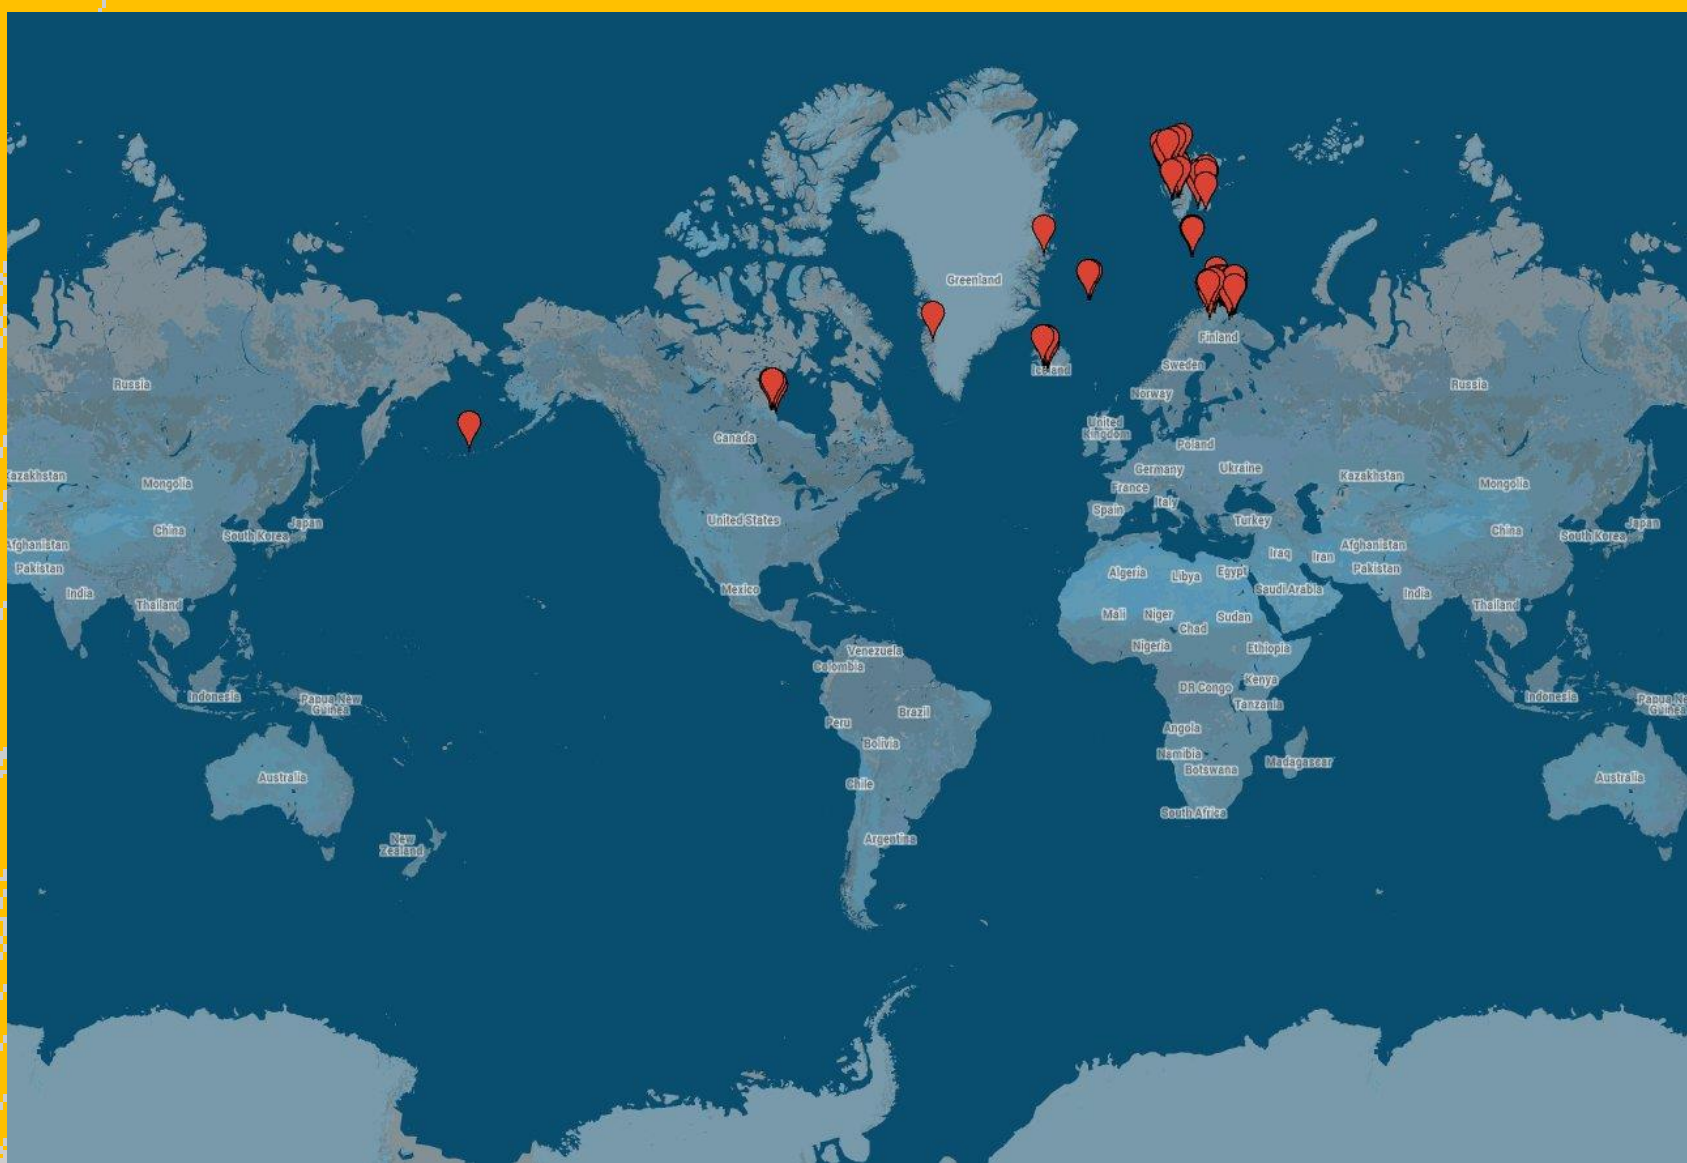 Greenland
Finland
Iceland
Sweden
Russia
Russia
Norway
United
Kingdom
Canada
Poland
Germany
Ukraine
Kazakhstan
Kazakhstan
Mongolia
France
Mongolia
Italy
Spain
United States
Turkey
Japan
Japan
China
China
South Korea
South Korea
Afghanistan
Iraq
Iran
Afghanistan
Pakistan
Algeria
Libya
Egypt
Pakistan
India
Mexico
Saudi Arabia
India
Thailand
Mali
Niger
Sudan
Thailand
Chad
Nigeria
Ethiopia
Venezuela
Colombia
Kenya
DR Congo
Indonesia
Papua New
Guinea
Indonesia
Papua New
Guinea
Tanzania
Brazil
Peru
Angola
Bolivia
Namibia
Madagascar
Botswana
Australia
Australia
Chile
South Africa
New
Zealand
Argentina